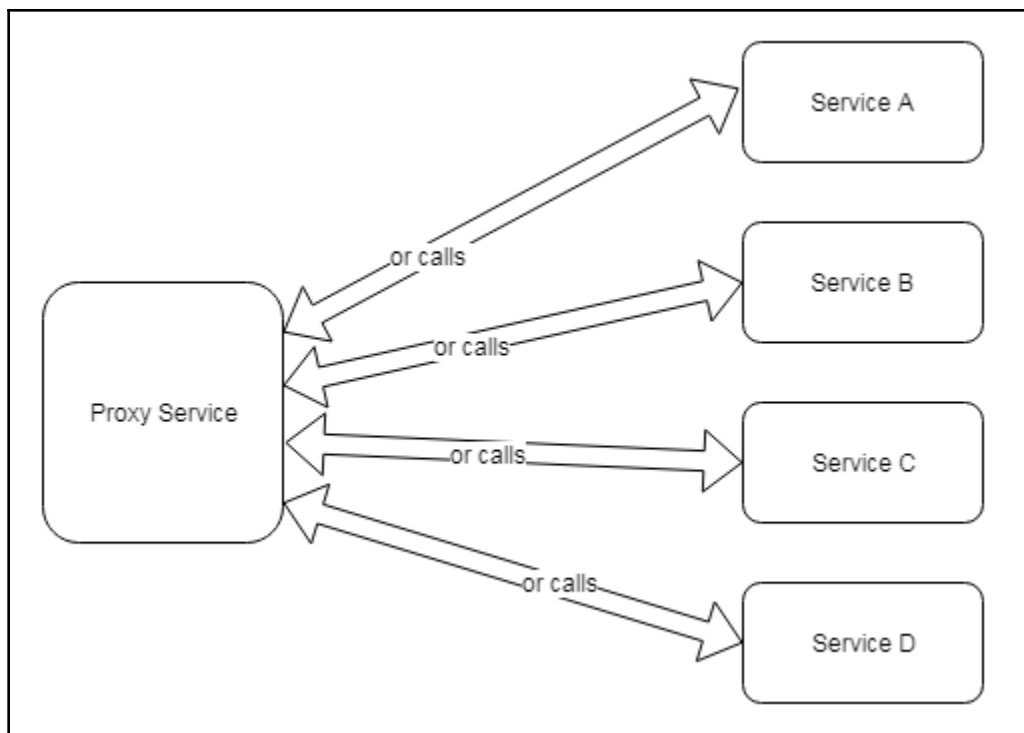 Service A
or calls
Service B
or calls
Proxy Service
or calls
Service C
or calls
Service D